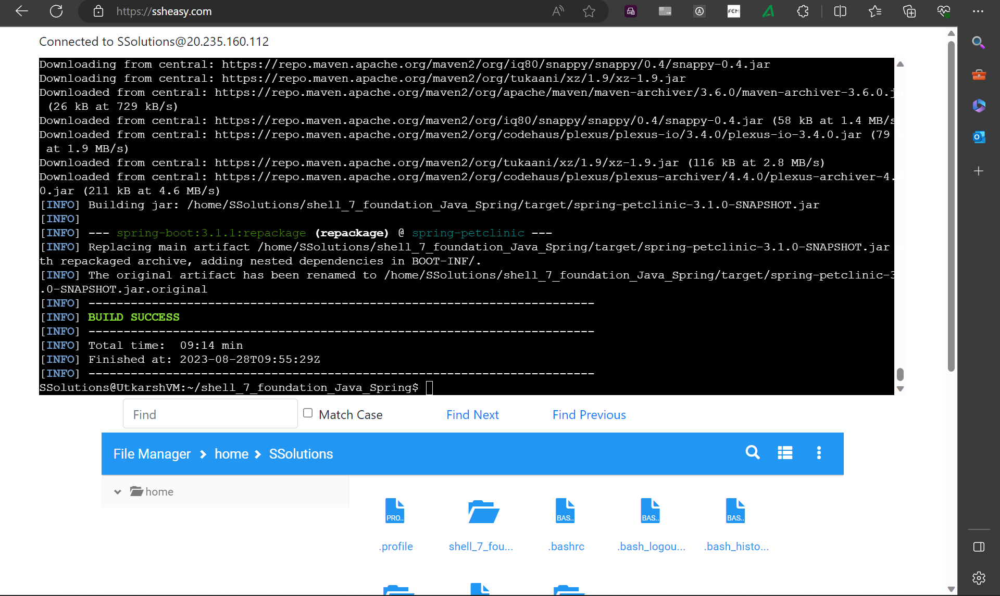 https://ssheasy.com
Connected to SSolutions@20.235.160.112
Downloading from central: https://repo.maven.apache.org/maven2/org/iq80/snappy/snappy/0.4/snappy-0.4.jar
Downloading from central: https://repo.maven.apache.org/maven2/org/tukaani/xz/1.9/xz-1.9.jar
Downloaded from central: https://repo.maven.apache.org/maven2/org/apache/maven/maven-archiver/3.6.0/maven-archiver-3.6.0.j
(26 kB at 729 kB/s)
Downloaded from central: https://repo.maven.apache.org/maven2/org/iq80/snappy/snappy/0.4/snappy-0.4.jar (58 kB at 1.4 MB/s
Downloaded from central: https://repo.maven.apache.org/maven2/org/codehaus/plexus/plexus-io/3.4.0/plexus-io-3.4.0.jar (79
at 1.9 MB/s)
Downloaded from central: https://repo.maven.apache.org/maven2/org/tukaani/xz/1.9/xz-1.9.jar (116 kB at 2.8 MB/s)
Downloaded from central: https://repo.maven.apache.org/maven2/org/codehaus/plexus/plexus-archiver/4.4.0/plexus-archiver-4.
0.jar (211 kB at 4.6 MB/s)
[INFO] Building jar: /home/SSolutions/shell_7_foundation_Java_Spring/target/spring-petclinic-3.1.0-SNAPSHOT.jar
[INFO]
[INFO] --- spring-boot:3.1.1:repackage (repackage) @ spring-petclinic ---
[INFO] Replacing main artifact /home/SSolutions/shell_7_foundation_Java_Spring/target/spring-petclinic-3.1.0-SNAPSHOT.jar
th repackaged archive, adding nested dependencies in BOOT-INF/.
[INFO] The original artifact has been renamed to /home/SSolutions/shell_7_foundation_Java_Spring/target/spring-petclinic-3
.0-SNAPSHOT.jar.original
[INFO] ------------------------------------------------------------------------
[INFO] BUILD SUCCESS
[INFO] ------------------------------------------------------------------------
[INFO] Total time:  09:14 min
[INFO] Finished at: 2023-08-28T09:55:29Z
[INFO] ------------------------------------------------------------------------
SSolutions@UtkarshVM:~/shell_7_foundation_Java_Spring$
Find
Match Case
Find Next
Find Previous
File Manager > home > SSolutions
home
PRO..
BAS..
BAS..
BAS..
.profile
shell_7_fou...
.bashrc
.bash_logou...
.bash_histo...